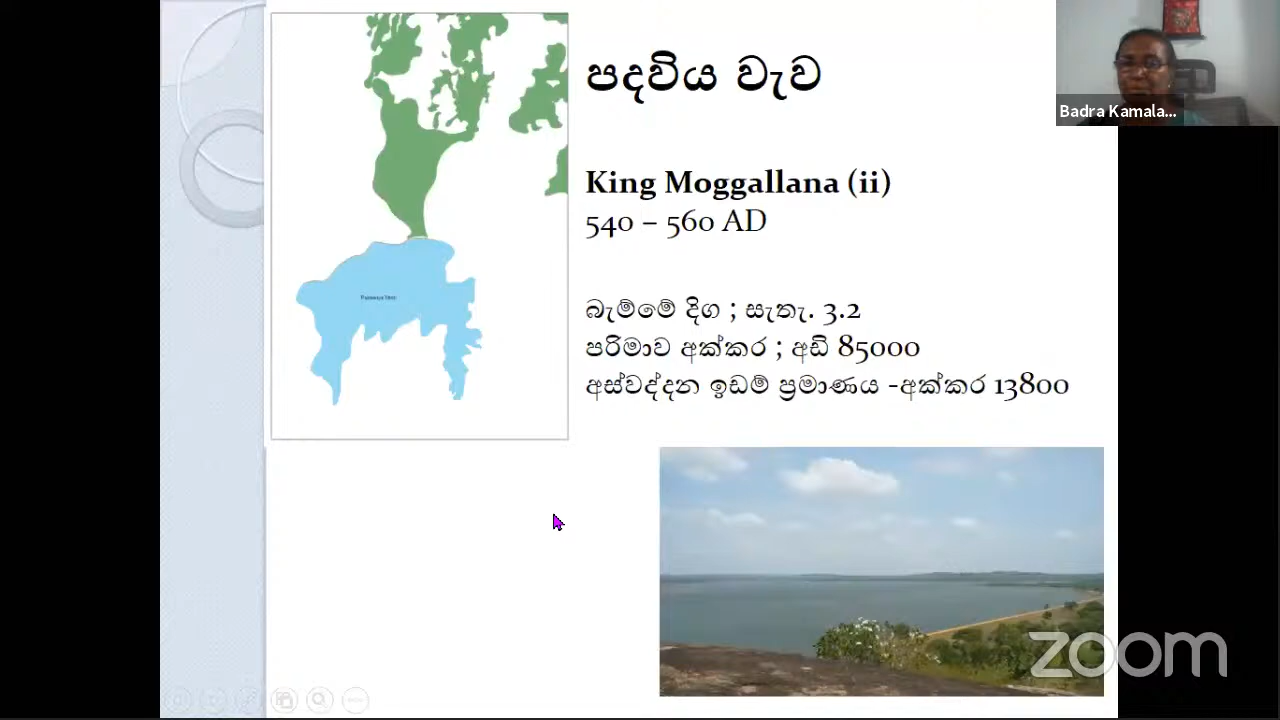 පදවිය වැව
Badra Kamala...
King Moggallana (ii)
540 – 560 AD
බැම්මේ දිග ; සැතැ. 3.2
පරිමාව අක්කර ; අඩි 85000
අස්වද්දන ඉඩම් ප්‍රමාණය -අක්කර 13800
zoom